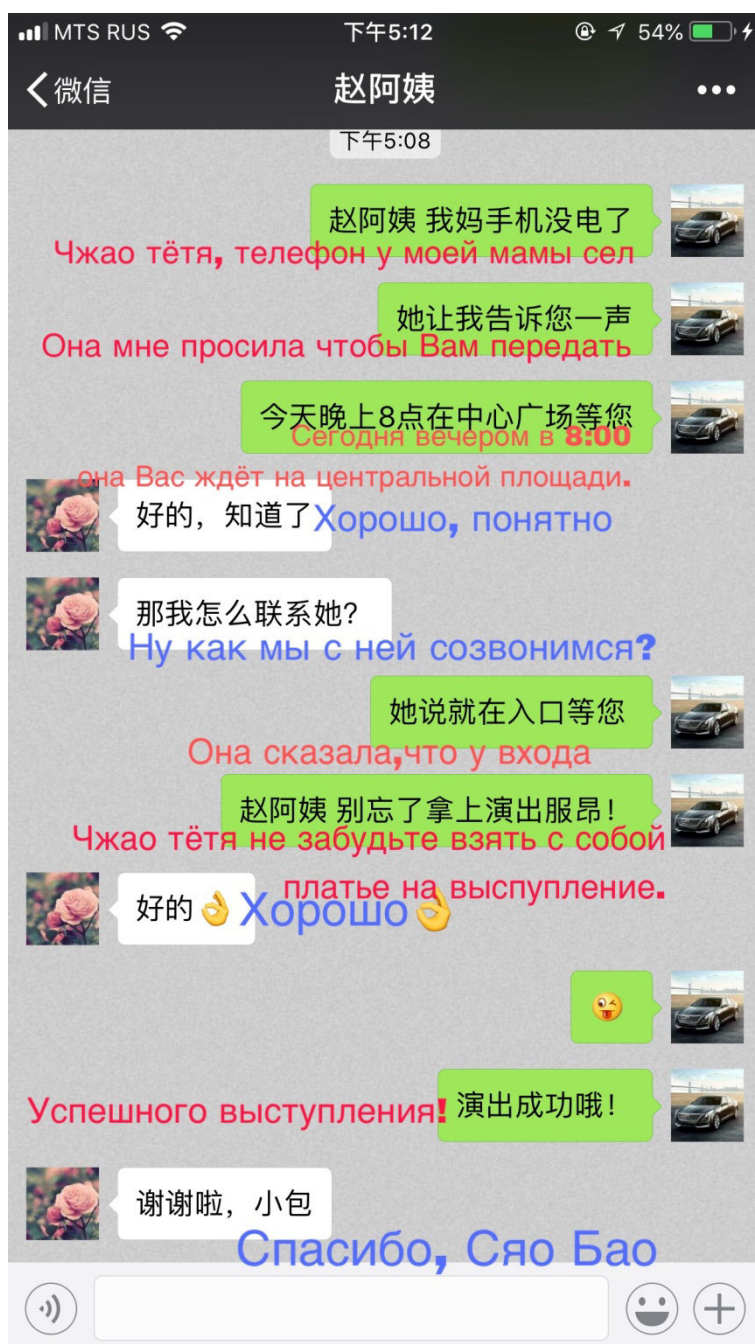 MTS RUS 下午5:12 54%
微信 赵阿姨
下午5:08
赵阿姨 我妈手机没电了
Чжао тётя, телефон у моей мамы сел
她让我告诉您一声
Она мне просила чтобы Вам передать
今天晚上8点在中心广场等您
Сегодня вечером в 8:00
она Вас ждёт на центральной площади.
好的，知道了 Хорошо, понятно
那我怎么联系她?
Ну как мы с ней созвонимся?
她说就在入口等您
Она сказала,что у входа
赵阿姨 别忘了拿上演出服昂!
Чжао тётя не забудьте взять с собой
платье на выспупление.
好的👌 Хорошо👌
😜
Успешного выступления! 演出成功哦!
谢谢啦，小包
Спасибо, Сяо Бао